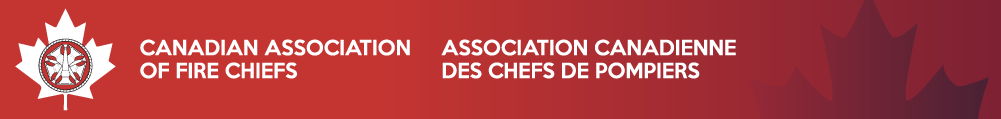 CANADIAN ASSOCIATION
OF FIRE CHIEFS
ASSOCIATION CANADIENNE
DES CHEFS DE POMPIERS